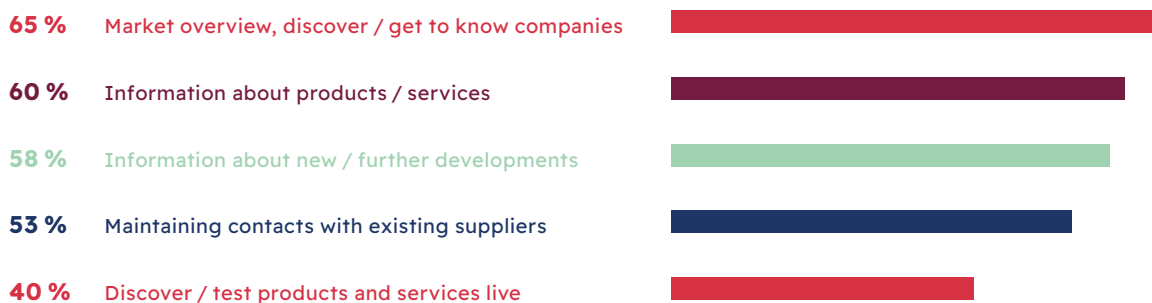 65 % Market overview, discover / get to know companies
60 % Information about products / services
58 % Information about new / further developments
53 % Maintaining contacts with existing suppliers
40 % Discover / test products and services live